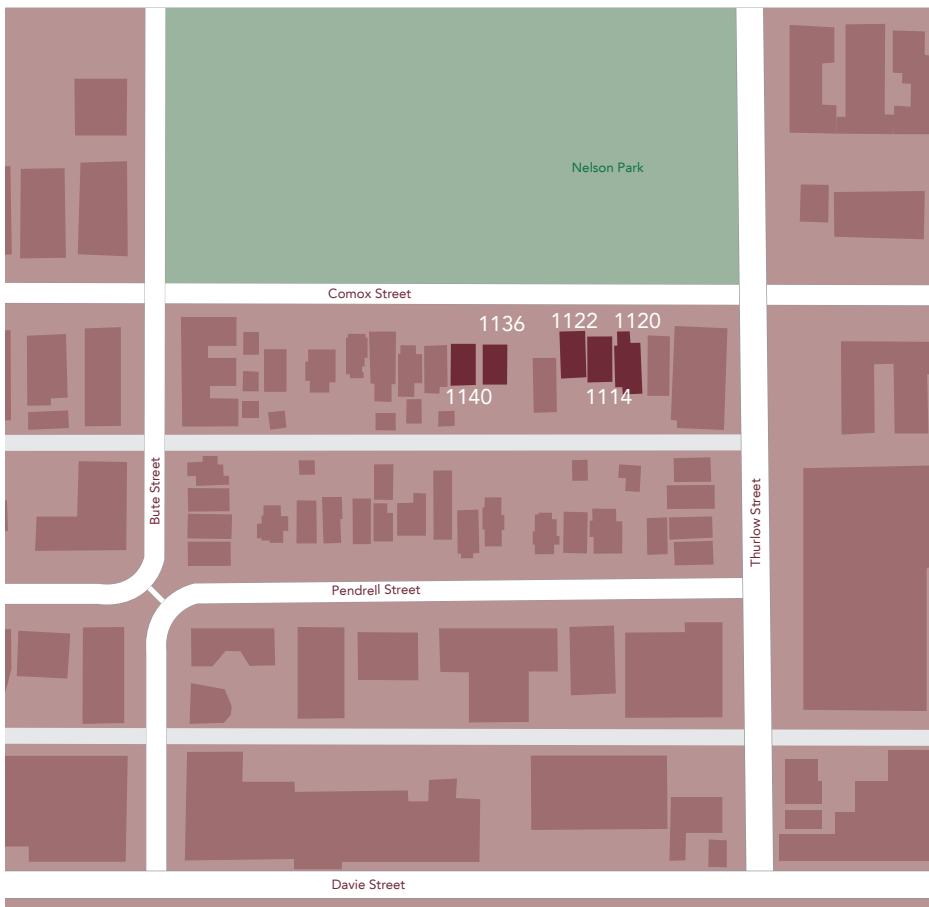 Nelson Park
Comox Street
1136
1122
1120
1140
1114
Bute Street
Thurlow Street
Pendrell Street
Davie Street